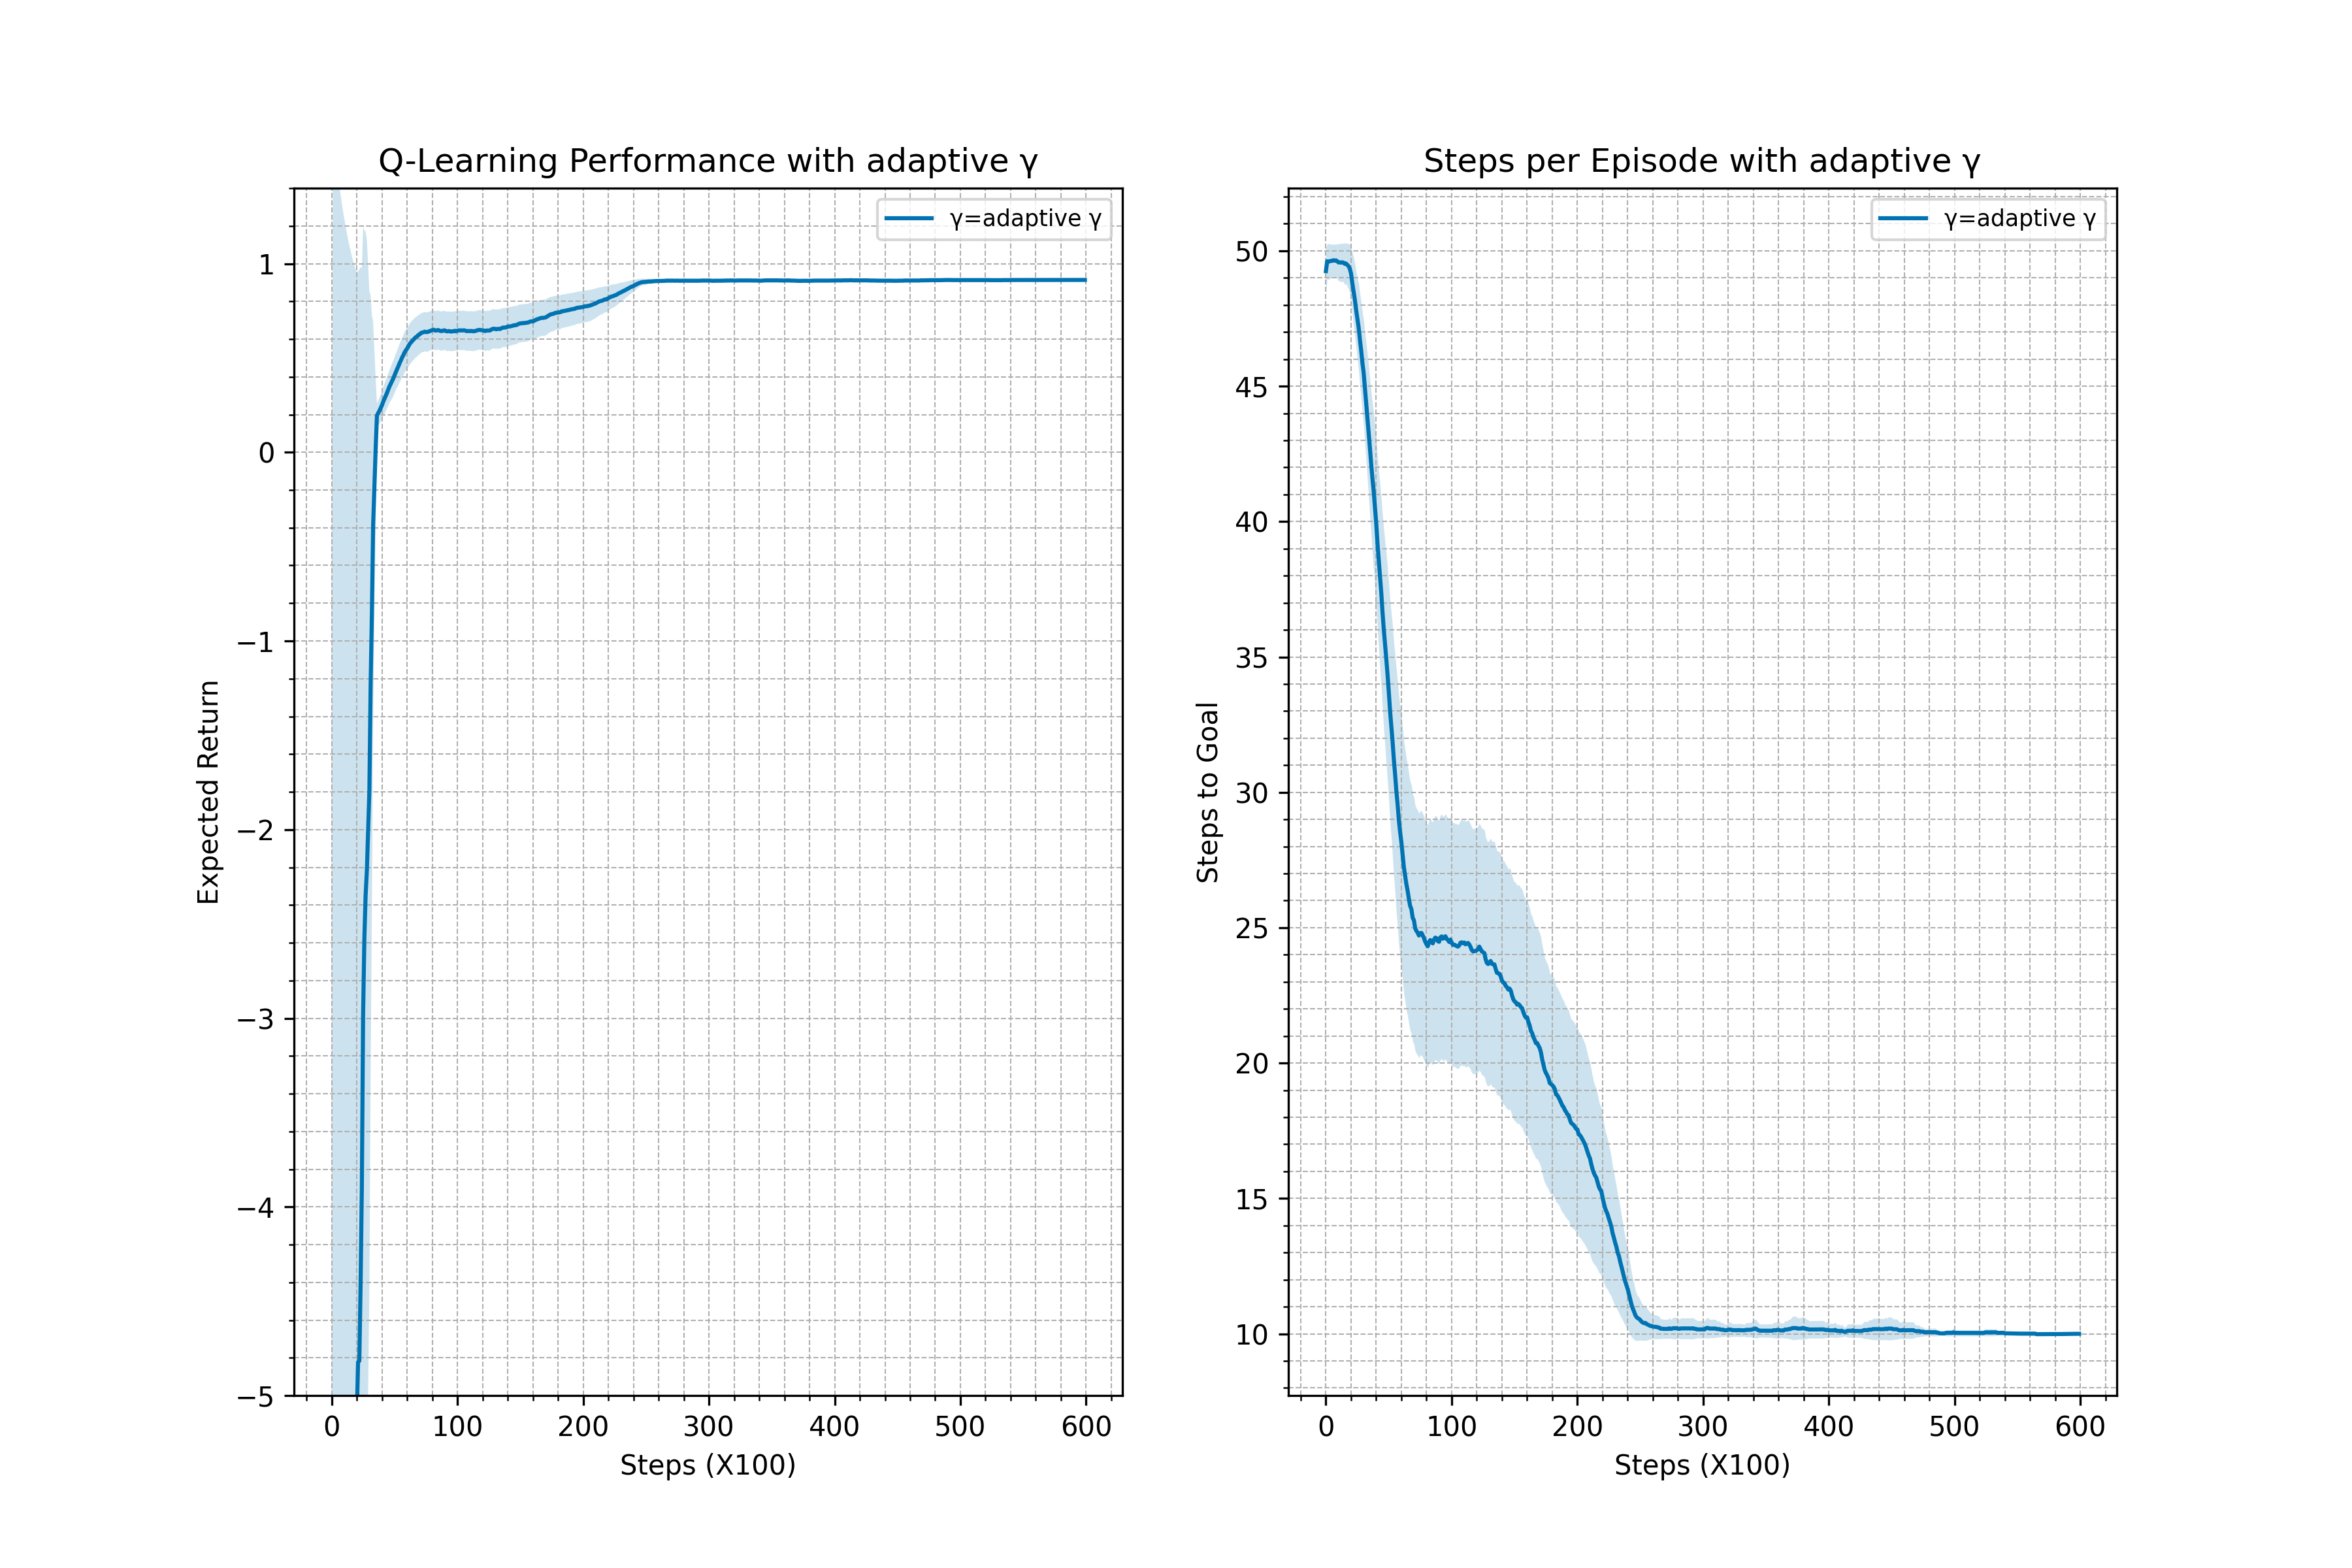 Q-Learning Performance with adaptive γ
γ=adaptive γ
1
0
−1
−2
−3
−4
−5
Expected Return
0 100 200 300 400 500 600
Steps (X100)
Steps per Episode with adaptive γ
γ=adaptive γ
50
45
40
35
30
25
20
15
10
Steps to Goal
0 100 200 300 400 500 600
Steps (X100)